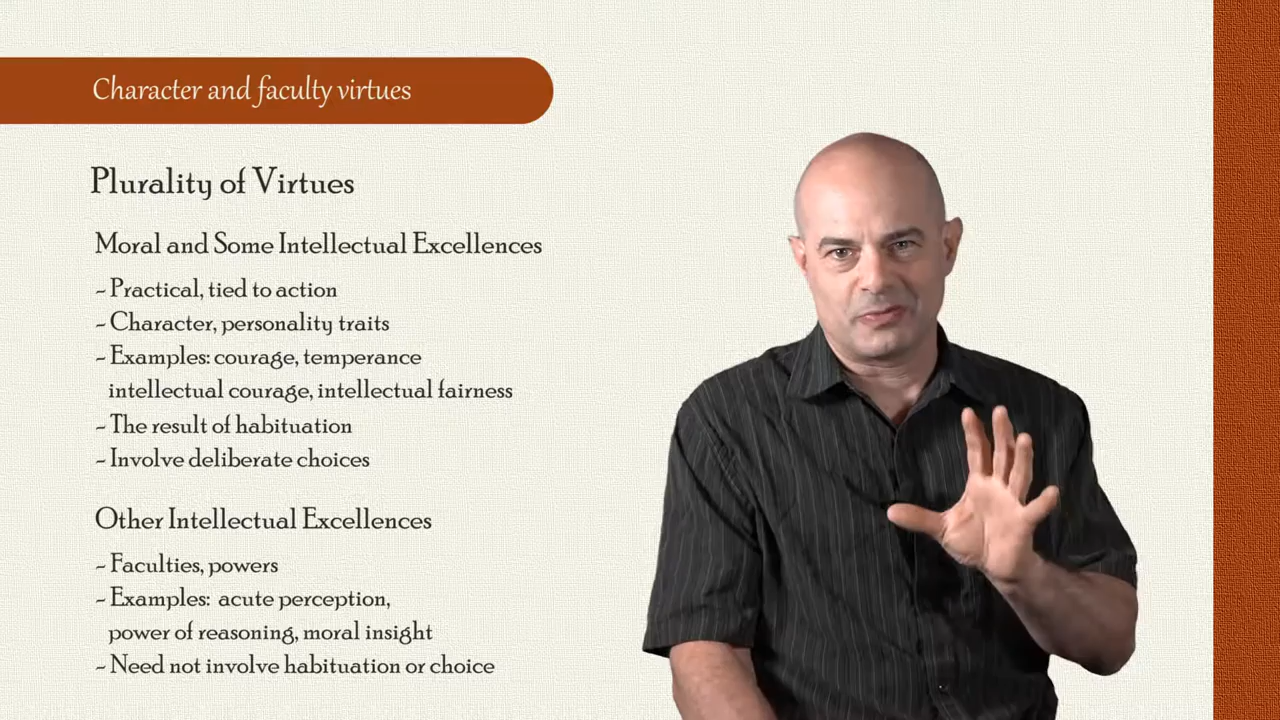 Character and faculty virtues
Plurality of Virtues
Moral and Some Intellectual Excellences
- Practical, tied to action
- Character, personality traits
- Examples: courage, temperance
intellectual courage, intellectual fairness
- The result of habituation
- Involve deliberate choices
Other Intellectual Excellences
- Faculties, powers
- Examples: acute perception,
power of reasoning, moral insight
- Need not involve habituation or choice